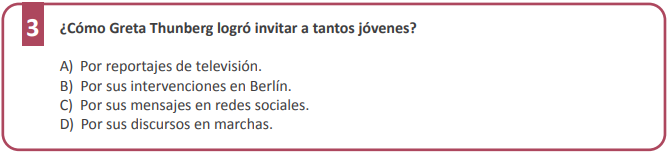 3 ¿Cómo Greta Thunberg logró invitar a tantos jóvenes?
A) Por reportajes de televisión.
B) Por sus intervenciones en Berlín.
C) Por sus mensajes en redes sociales.
D) Por sus discursos en marchas.